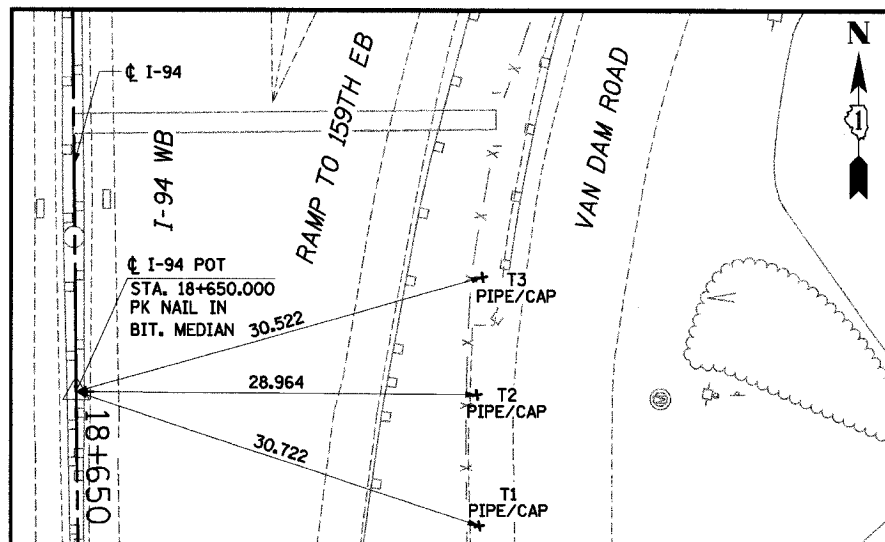 ℄ I-94
I-94 WB
RAMP TO 159TH EB
VAN DAM ROAD
N
1
℄ I-94 POT
STA. 18+650.000
PK NAIL IN
BIT. MEDIAN
30.522
T3
PIPE/CAP
28.964
T2
PIPE/CAP
30.722
T1
PIPE/CAP
18+650